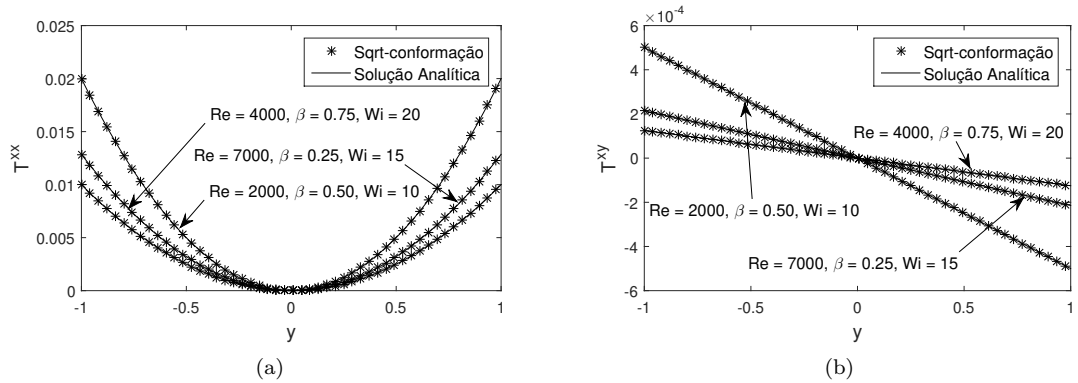 0.025
0.02
0.015
0.01
0.005
0
-1
-0.5
0
0.5
1
T^xx
y
Sqrt-conformação
Solução Analítica
Re = 4000, β = 0.75, Wi = 20
Re = 7000, β = 0.25, Wi = 15
Re = 2000, β = 0.50, Wi = 10
(a)
×10^-4
6
4
2
0
-2
-4
-6
-1
-0.5
0
0.5
1
T^xy
y
Sqrt-conformação
Solução Analítica
Re = 4000, β = 0.75, Wi = 20
Re = 2000, β = 0.50, Wi = 10
Re = 7000, β = 0.25, Wi = 15
(b)